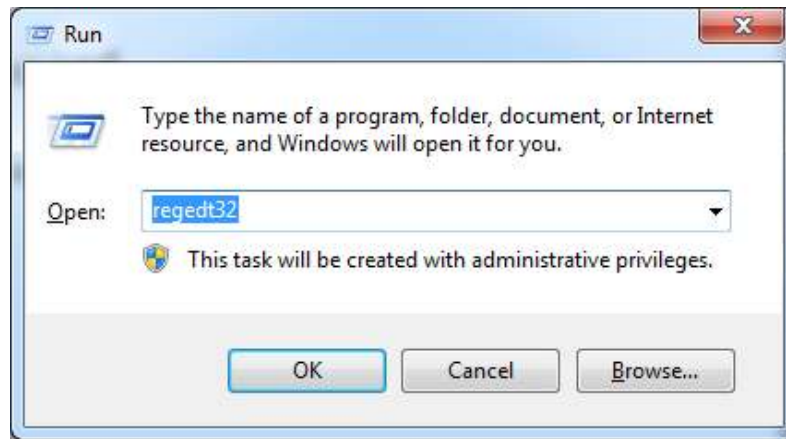 Run
Type the name of a program, folder, document, or Internet
resource, and Windows will open it for you.
Open: regedt32
This task will be created with administrative privileges.
OK Cancel Browse...